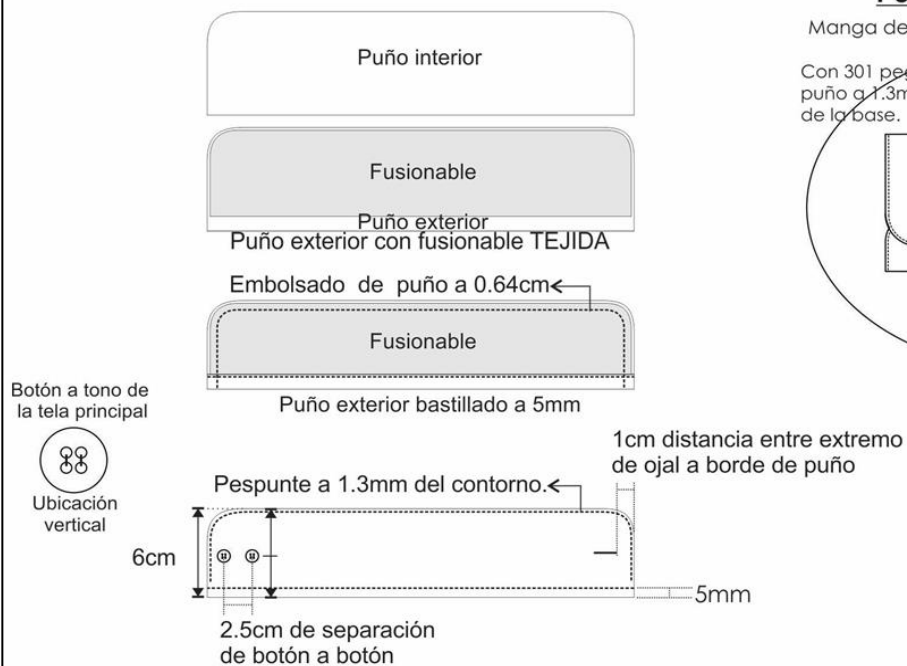 Puño interior
Fusionable
Puño exterior
Puño exterior con fusionable TEJIDA
Embolsado de puño a 0.64cm
Fusionable
Puño exterior bastillado a 5mm
Botón a tono de
la tela principal
Ubicación
vertical
1cm distancia entre extremo
de ojal a borde de puño
Pespunte a 1.3mm del contorno.
6cm
5mm
2.5cm de separación
de botón a botón
Manga de
Con 301
puño a 1.3m
de la base.